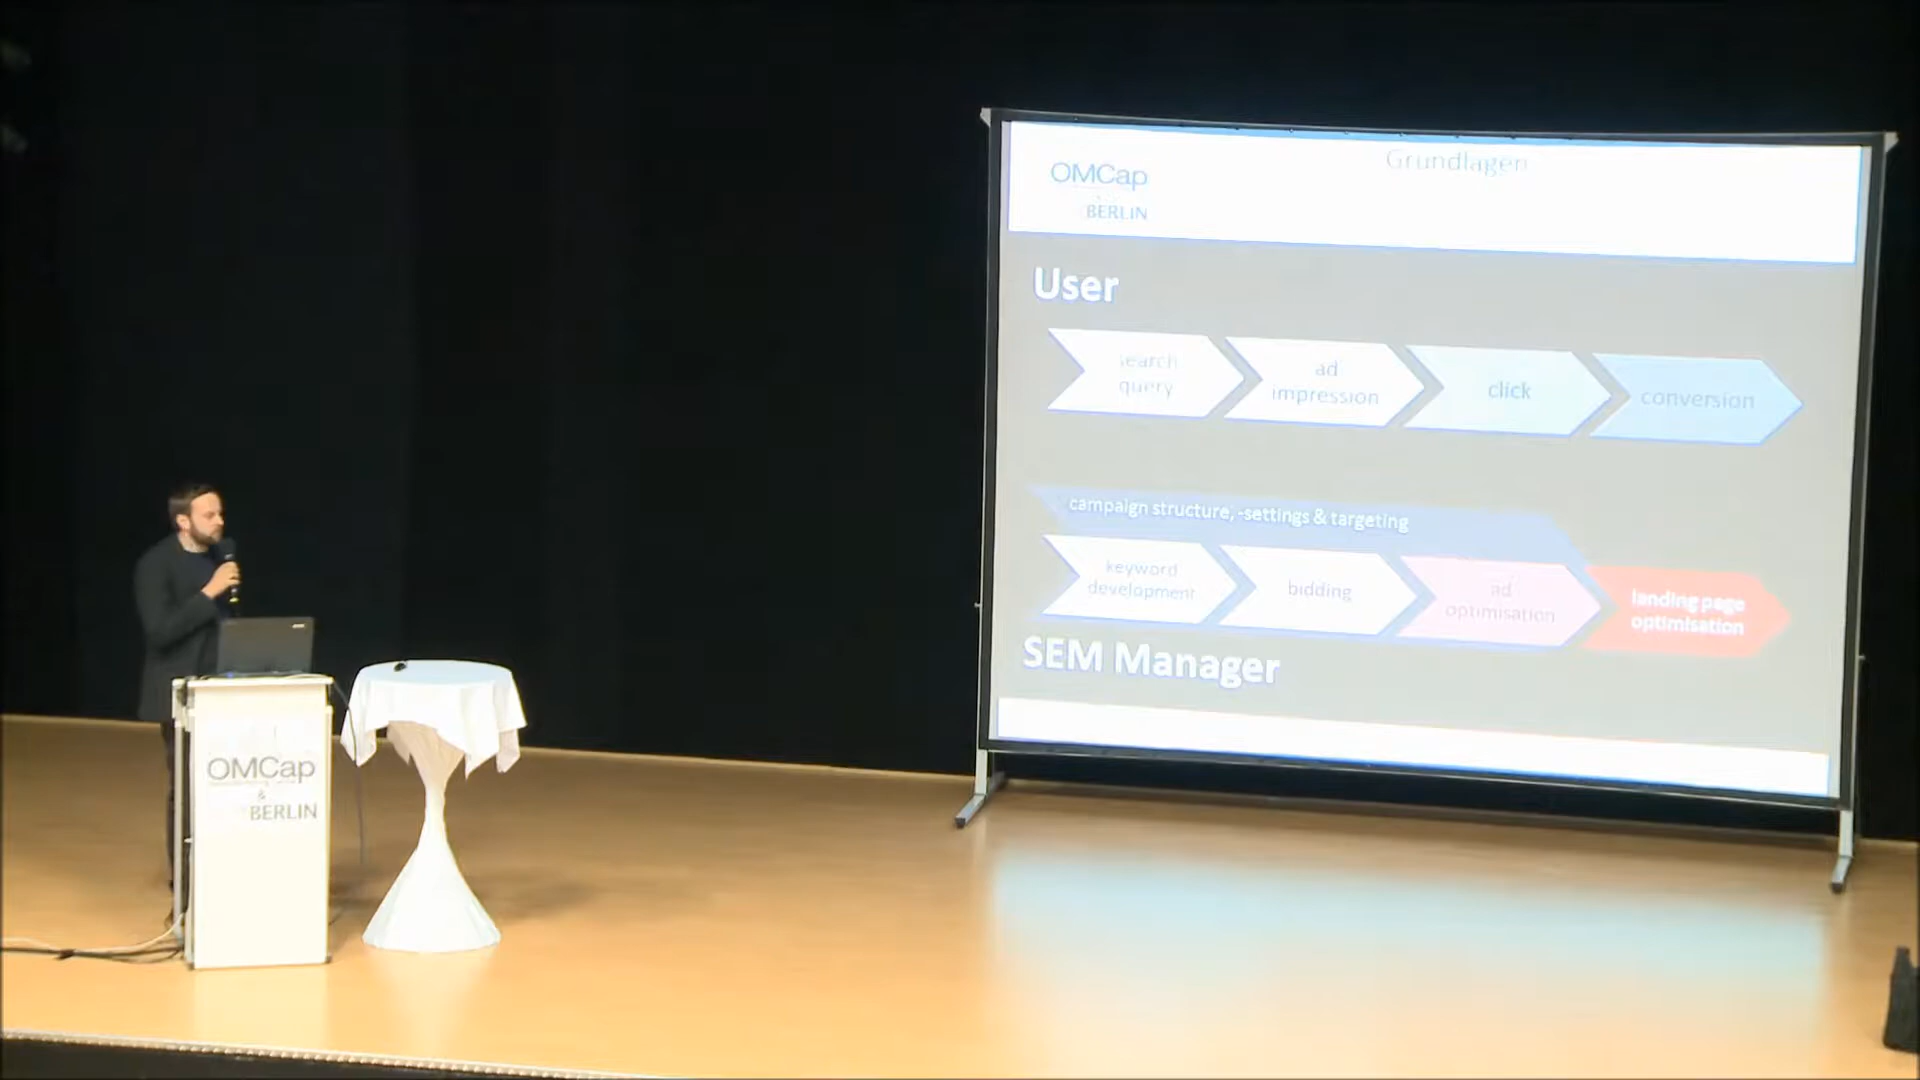 Grundlagen
OMCap
BERLIN
User
search
query
ad
impression
click
conversion
campaign structure, -settings & targeting
keyword
development
bidding
ad
optimisation
landing page
optimisation
SEM Manager
OMCap
&
BERLIN